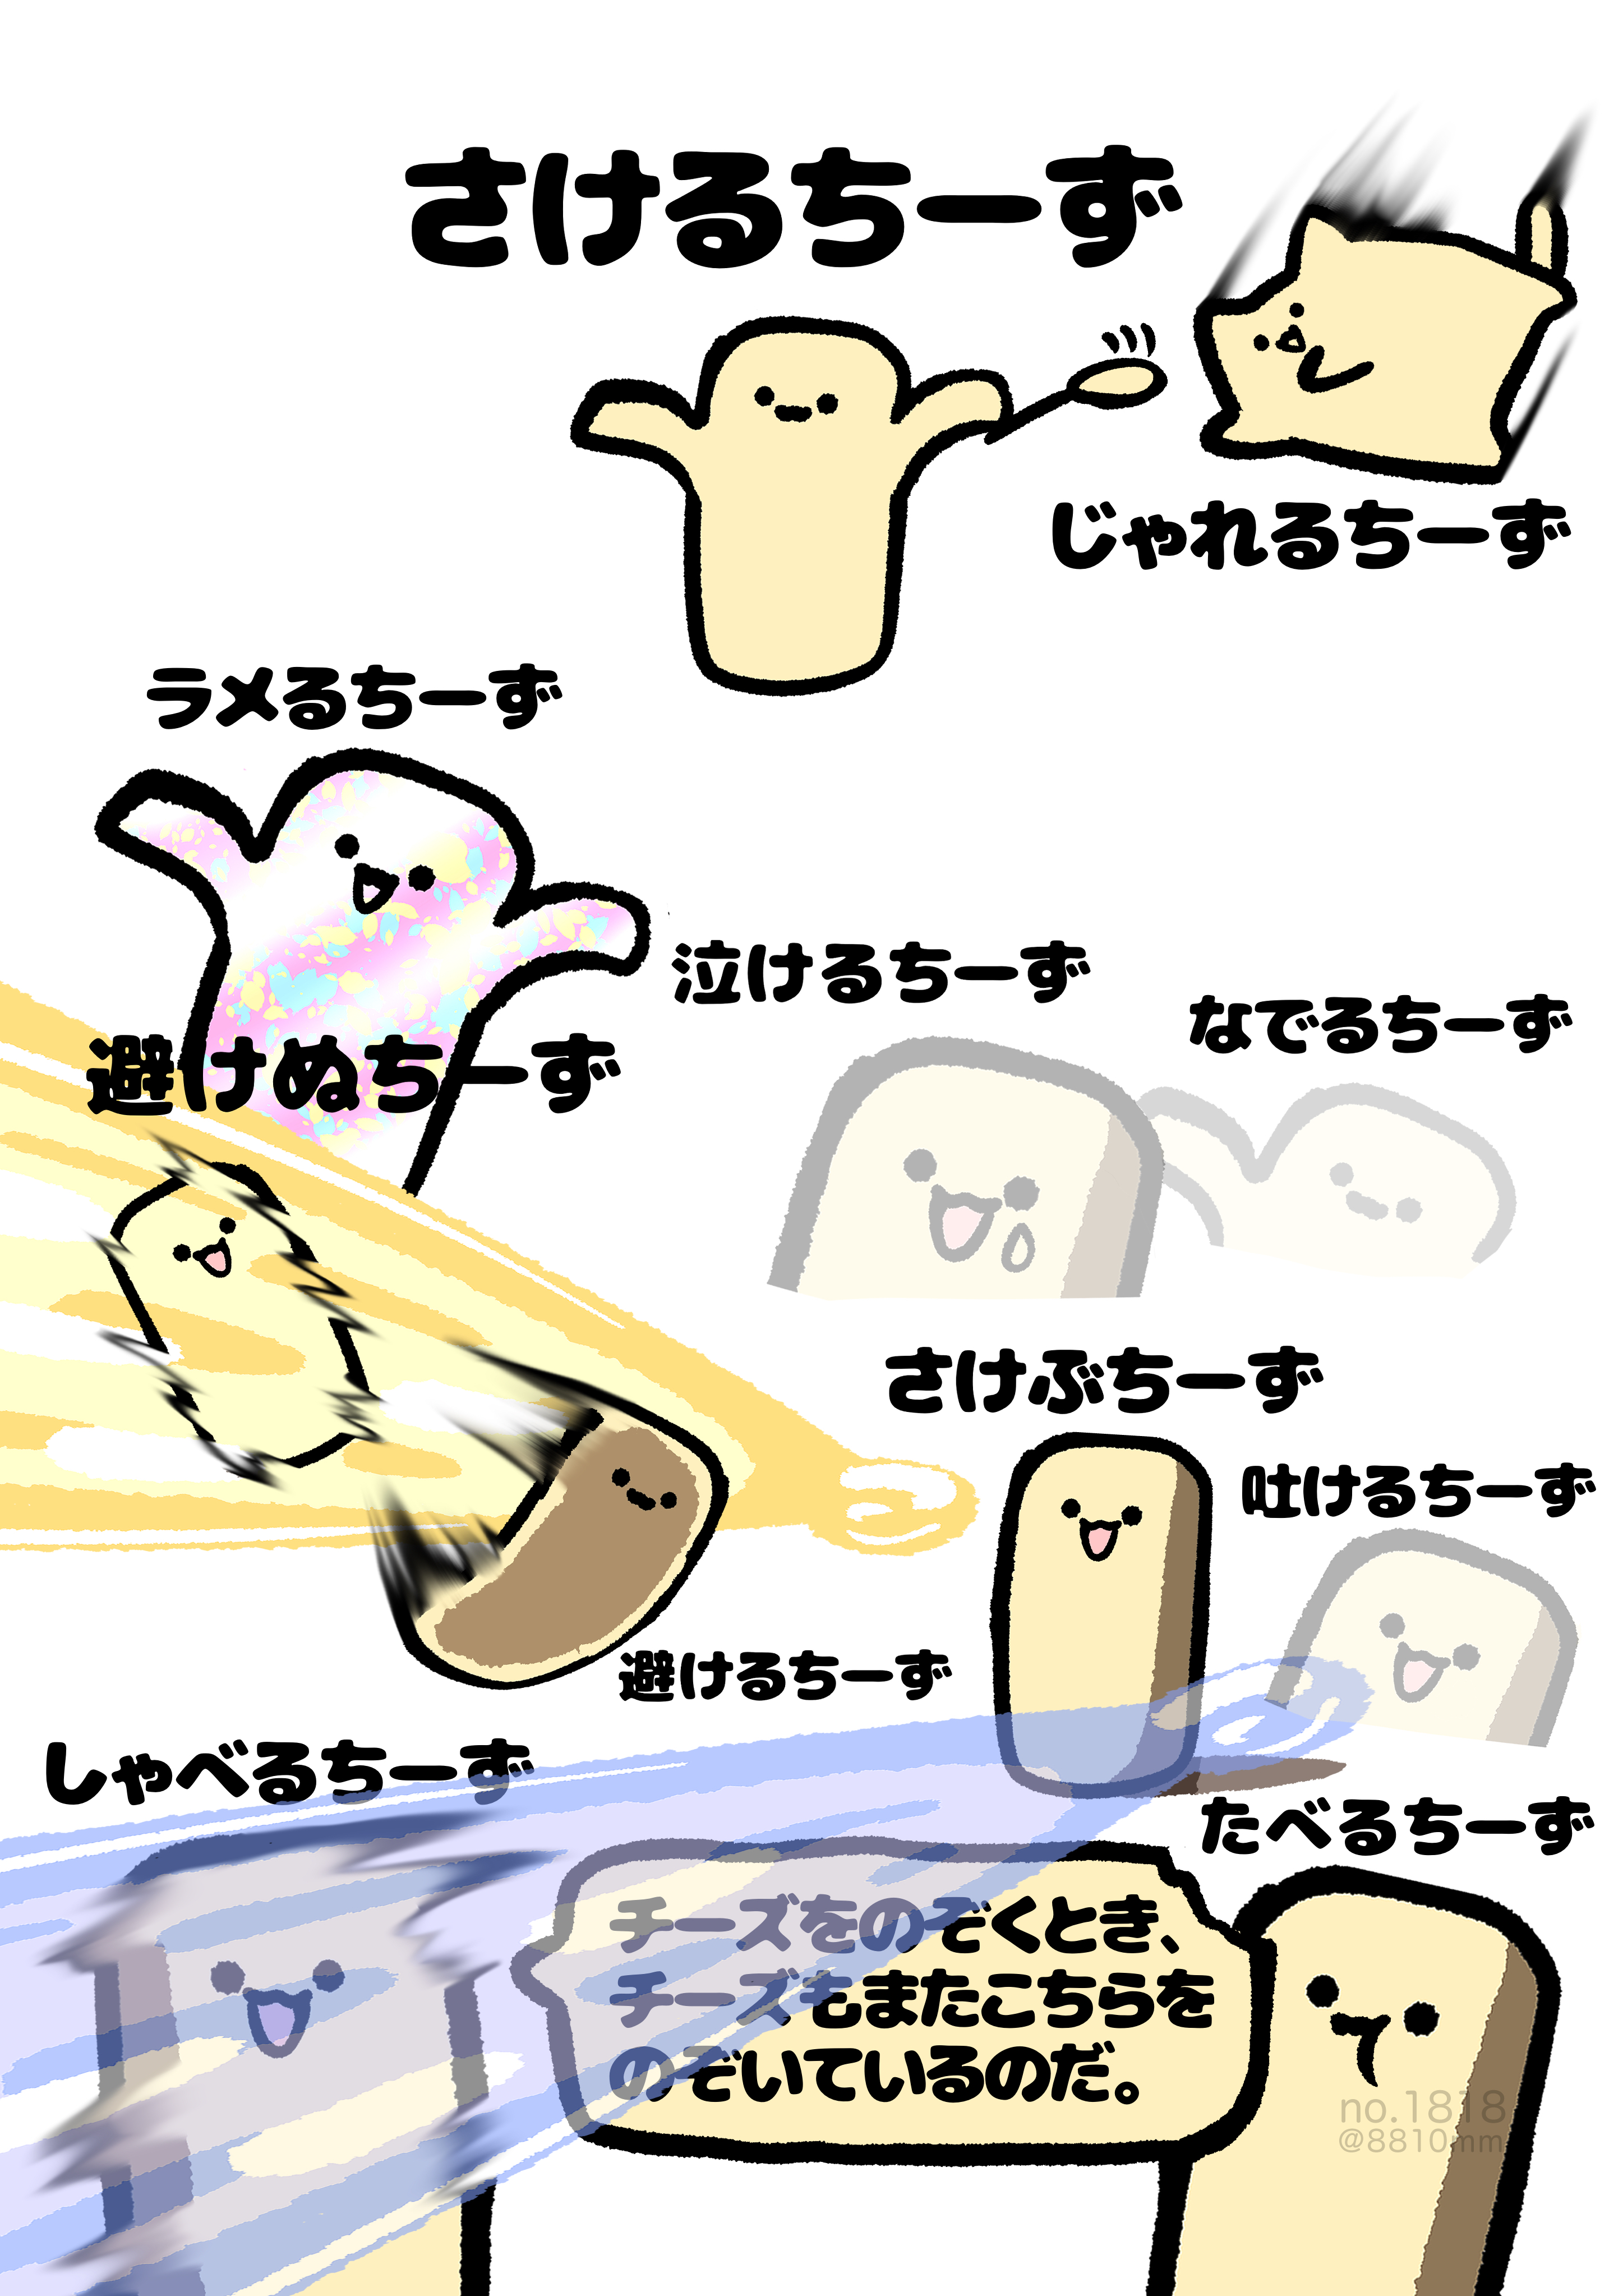 さけるちーず
じゃれるちーず
ラメるちーず
泣けるちーず
なでるちーず
避けぬちーず
さけぶちーず
吐けるちーず
避けるちーず
しゃべるちーず
たべるちーず
チーズをのぞくとき、
チーズもまたこちらを
のぞいているのだ。
no.1818
@8810mm